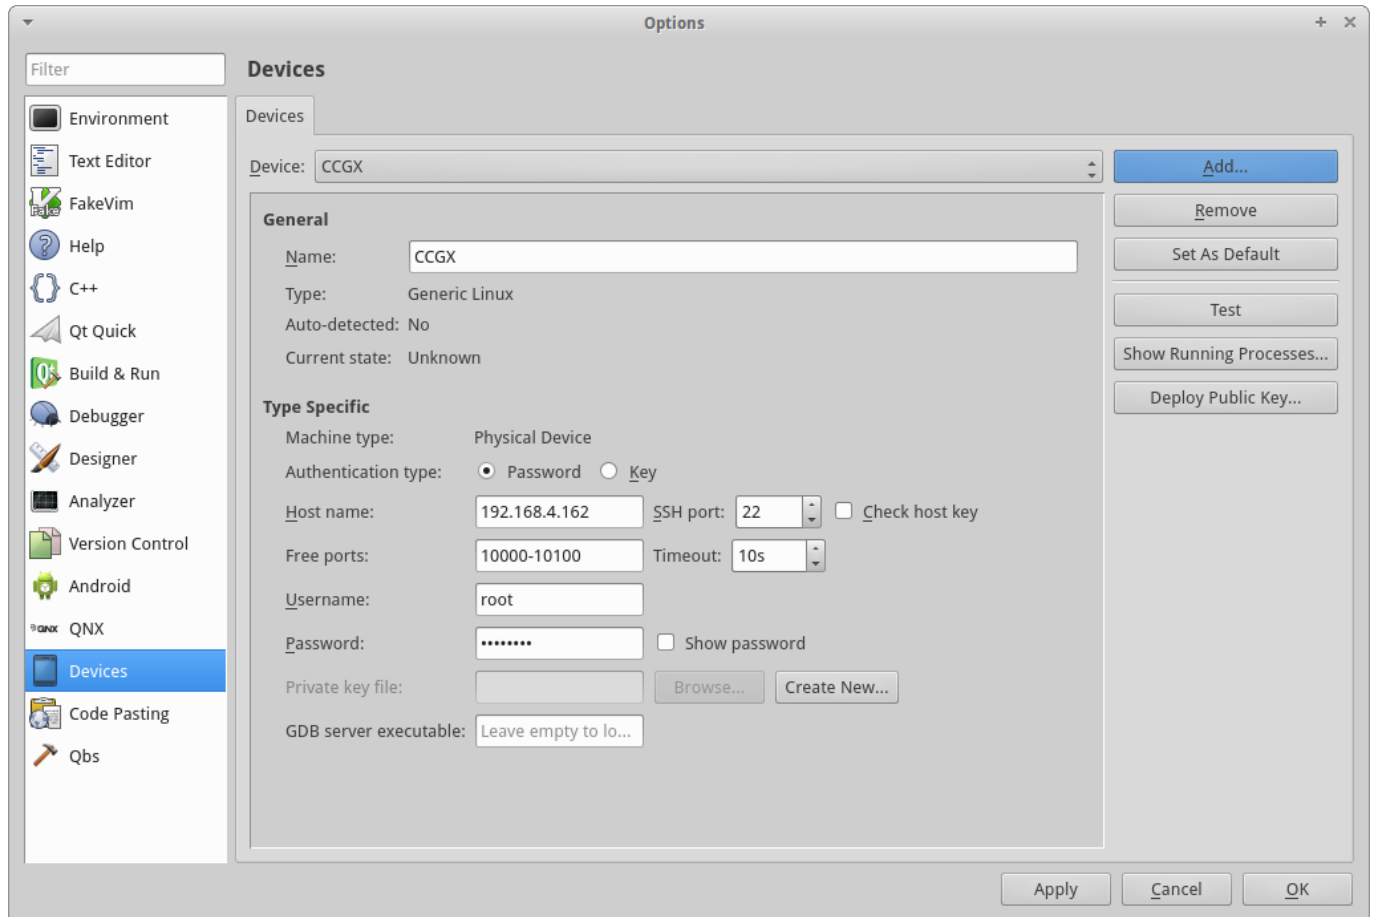 Options
Filter
Devices
Environment
Text Editor
FakeVim
Help
C++
Qt Quick
Build & Run
Debugger
Designer
Analyzer
Version Control
Android
QNX
Devices
Code Pasting
Qbs
Devices
Device: CCGX
Add...
Remove
Set As Default
Test
Show Running Processes...
Deploy Public Key...
General
Name: CCGX
Type: Generic Linux
Auto-detected: No
Current state: Unknown
Type Specific
Machine type: Physical Device
Authentication type: Password Key
Host name: 192.168.4.162 SSH port: 22 Check host key
Free ports: 10000-10100 Timeout: 10s
Username: root
Password: •••••••• Show password
Private key file: Browse... Create New...
GDB server executable: Leave empty to lo...
Apply Cancel OK